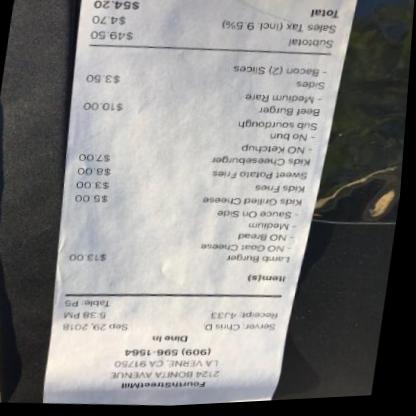 FourthStreetMill
2124 BONITA AVENUE
LA VERNE, CA 91750
(909) 596-1564
Dine In
Server: Chris D Sep 29, 2018
Receipt: 4J33 5:38 PM
Table: P5
Item(s)
Lamb Burger $13.00
- NO Goat Cheese
- NO Bread
- Medium
- Sauce On Side
Kids Grilled Cheese $5.00
Kids Fries $3.00
Sweet Potato Fries $8.00
Kids Cheeseburger $7.00
- NO Ketchup
- No bun
Sub sourdough
Beef Burger $10.00
- Medium Rare
Sides $3.50
- Bacon (2) Slices
Subtotal $49.50
Sales Tax (incl. 9.5%) $4.70
Total $54.20